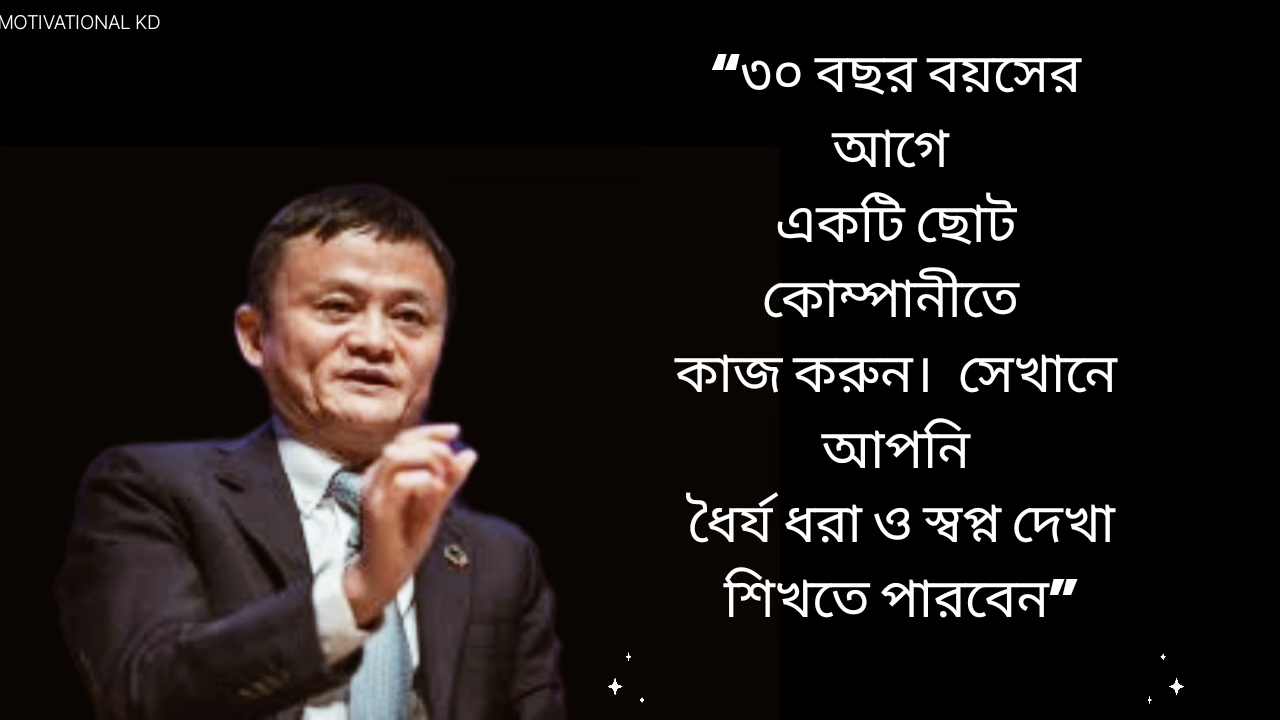 MOTIVATIONAL KD
“৩০ বছর বয়সের
আগে
একটি ছোট
কোম্পানীতে
কাজ করুন। সেখানে
আপনি
ধৈর্য ধরা ও স্বপ্ন দেখা
শিখতে পারবেন”